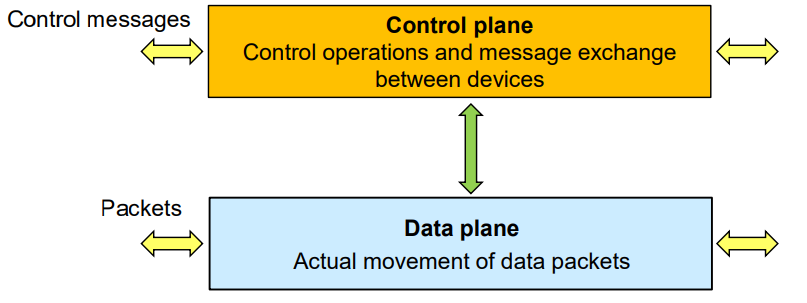 Control messages
Control plane
Control operations and message exchange
between devices
Packets
Data plane
Actual movement of data packets